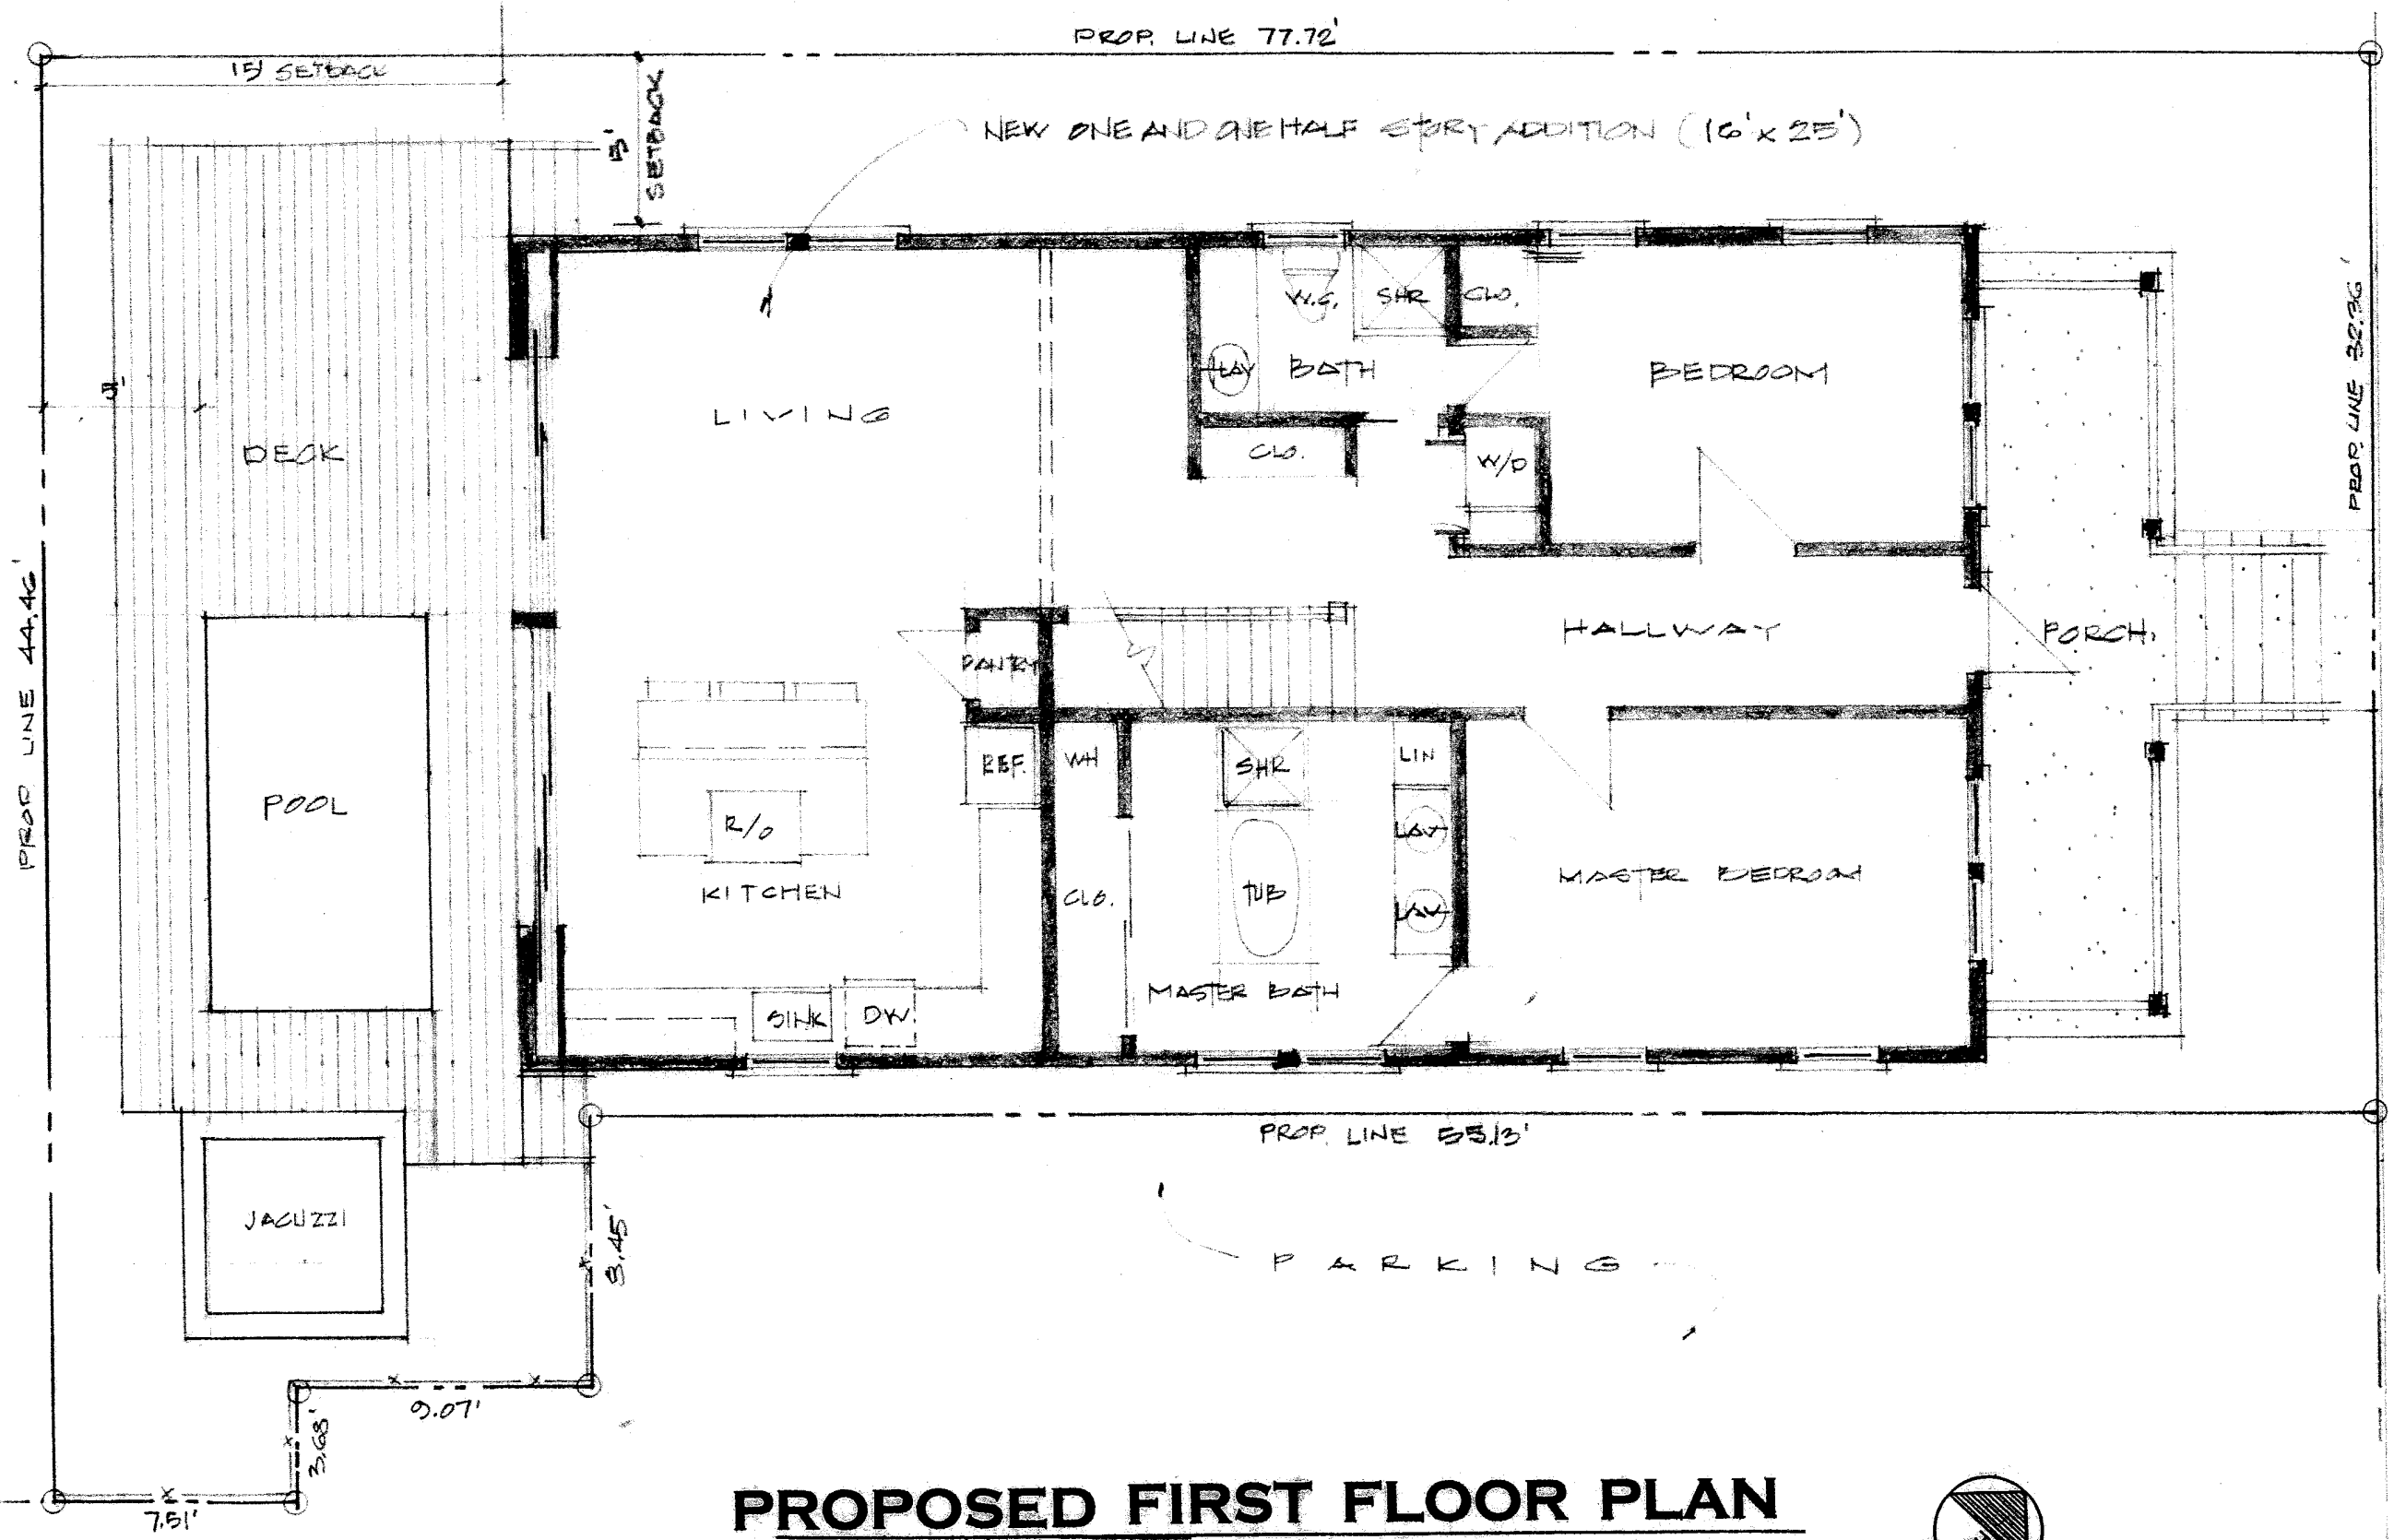 PROP. LINE 77.72'
15' SETBACK
5' SETBACK
NEW ONE AND ONE HALF STORY ADDITION (16' x 25')
PROP. LINE 32.36'
W.C.
SHR
CLO.
LAV
BATH
BEDROOM
LIVING
DECK
CLO.
W/D
PROP LINE 44.46'
HALLWAY
PORCH.
PANTRY
REF.
WH
SHR
LIN
POOL
R/O
LAV
KITCHEN
CLO.
TUB
LAV
MASTER BEDROOM
MASTER BATH
SINK
DW.
PROP. LINE 55.13'
JACUZZI
8.45'
PARKING
9.07'
3.68'
7.51'
PROPOSED FIRST FLOOR PLAN